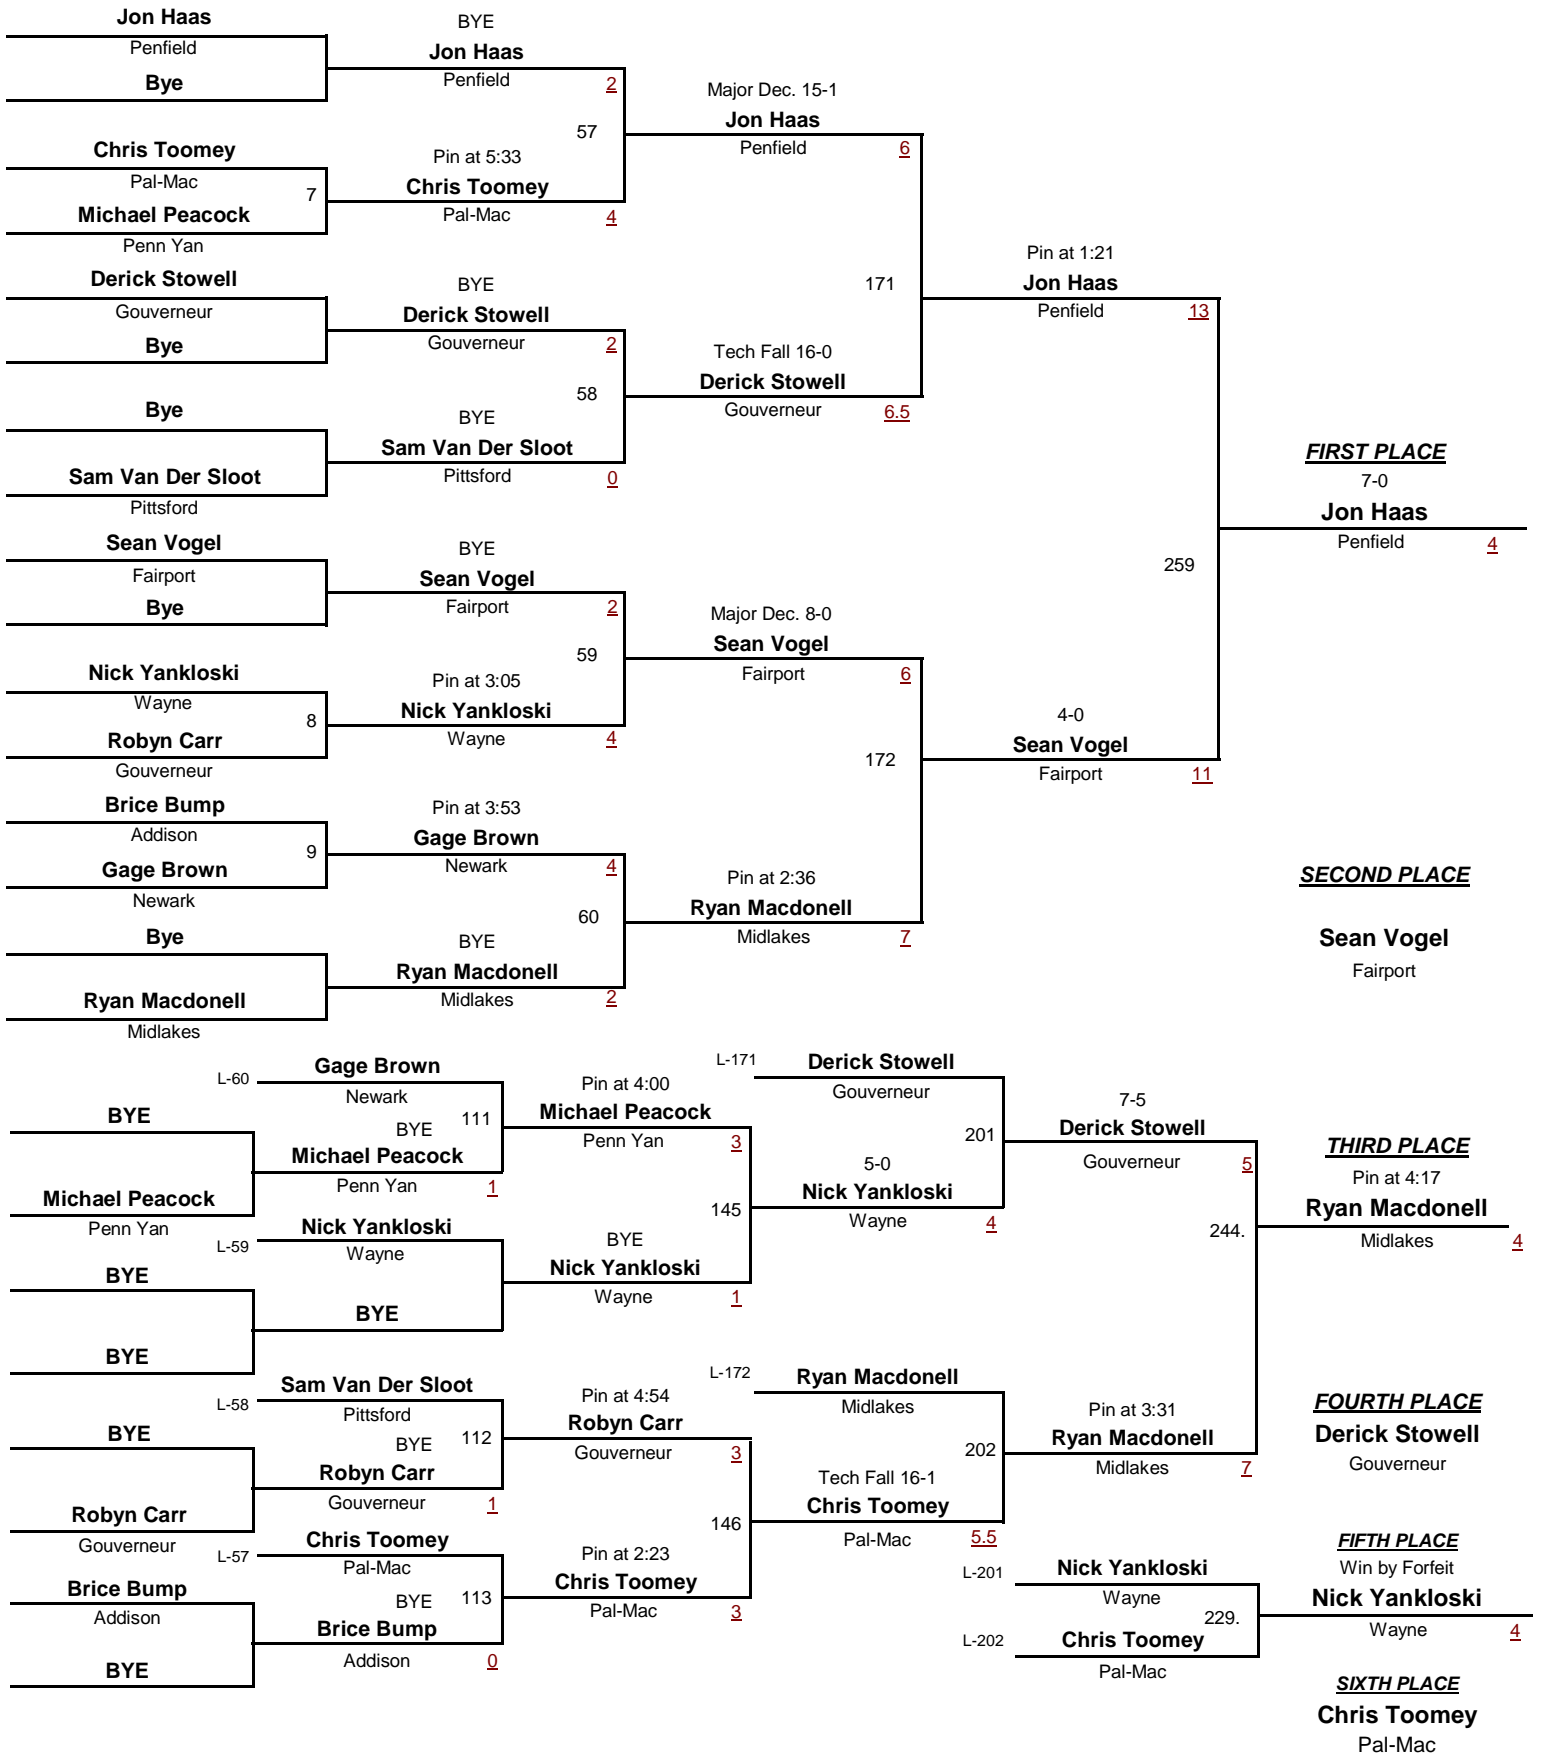 Jon Haas
Penfield
Bye
Chris Toomey
Pal-Mac
7
Michael Peacock
Penn Yan
Derick Stowell
Gouverneur
Bye
Bye
Sam Van Der Sloot
Pittsford
Sean Vogel
Fairport
Bye
Nick Yankloski
Wayne
8
Robyn Carr
Gouverneur
Brice Bump
Addison
9
Gage Brown
Newark
Bye
Ryan Macdonell
Midlakes
BYE
Jon Haas
Penfield 2
57
Pin at 5:33
Chris Toomey
Pal-Mac 4
BYE
Derick Stowell
Gouverneur 2
58
BYE
Sam Van Der Sloot
Pittsford 0
BYE
Sean Vogel
Fairport 2
59
Pin at 3:05
Nick Yankloski
Wayne 4
Pin at 3:53
Gage Brown
Newark 4
60
BYE
Ryan Macdonell
Midlakes 2
Major Dec. 15-1
Jon Haas
Penfield 6
171
Tech Fall 16-0
Derick Stowell
Gouverneur 6.5
Major Dec. 8-0
Sean Vogel
Fairport 6
172
Pin at 2:36
Ryan Macdonell
Midlakes 7
Pin at 1:21
Jon Haas
Penfield 13
259
4-0
Sean Vogel
Fairport 11
FIRST PLACE
7-0
Jon Haas
Penfield 4
SECOND PLACE
Sean Vogel
Fairport
BYE
Michael Peacock
Penn Yan
BYE
BYE
BYE
Robyn Carr
Gouverneur
Brice Bump
Addison
BYE
L-60 Gage Brown
Newark
111
BYE
Michael Peacock
Penn Yan 1
L-59 Nick Yankloski
Wayne
BYE
L-58 Sam Van Der Sloot
Pittsford
112
BYE
Robyn Carr
Gouverneur 1
L-57 Chris Toomey
Pal-Mac
113
BYE
Brice Bump
Addison 0
Pin at 4:00
Michael Peacock
Penn Yan 3
145
BYE
Nick Yankloski
Wayne 1
Pin at 4:54
Robyn Carr
Gouverneur 3
146
Pin at 2:23
Chris Toomey
Pal-Mac 3
L-171 Derick Stowell
Gouverneur
201
5-0
Nick Yankloski
Wayne 4
L-172 Ryan Macdonell
Midlakes
202
Tech Fall 16-1
Chris Toomey
Pal-Mac 5.5
7-5
Derick Stowell
Gouverneur 5
244.
Pin at 3:31
Ryan Macdonell
Midlakes 7
L-201 Nick Yankloski
Wayne
229.
L-202 Chris Toomey
Pal-Mac
THIRD PLACE
Pin at 4:17
Ryan Macdonell
Midlakes 4
FOURTH PLACE
Derick Stowell
Gouverneur
FIFTH PLACE
Win by Forfeit
Nick Yankloski
Wayne 4
SIXTH PLACE
Chris Toomey
Pal-Mac